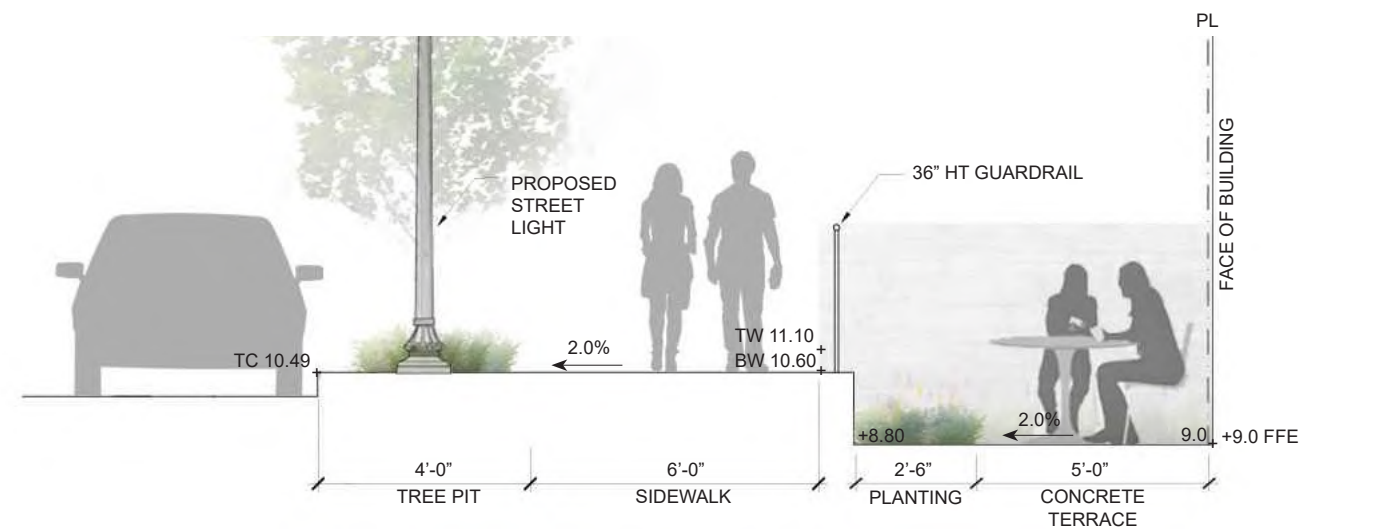 PL
FACE OF BUILDING
36” HT GUARDRAIL
PROPOSED
STREET
LIGHT
TW 11.10
BW 10.60
2.0%
TC 10.49
2.0%
+8.80
9.0
+9.0 FFE
4’-0”
6’-0”
2’-6”
5’-0”
TREE PIT
SIDEWALK
PLANTING
CONCRETE
TERRACE